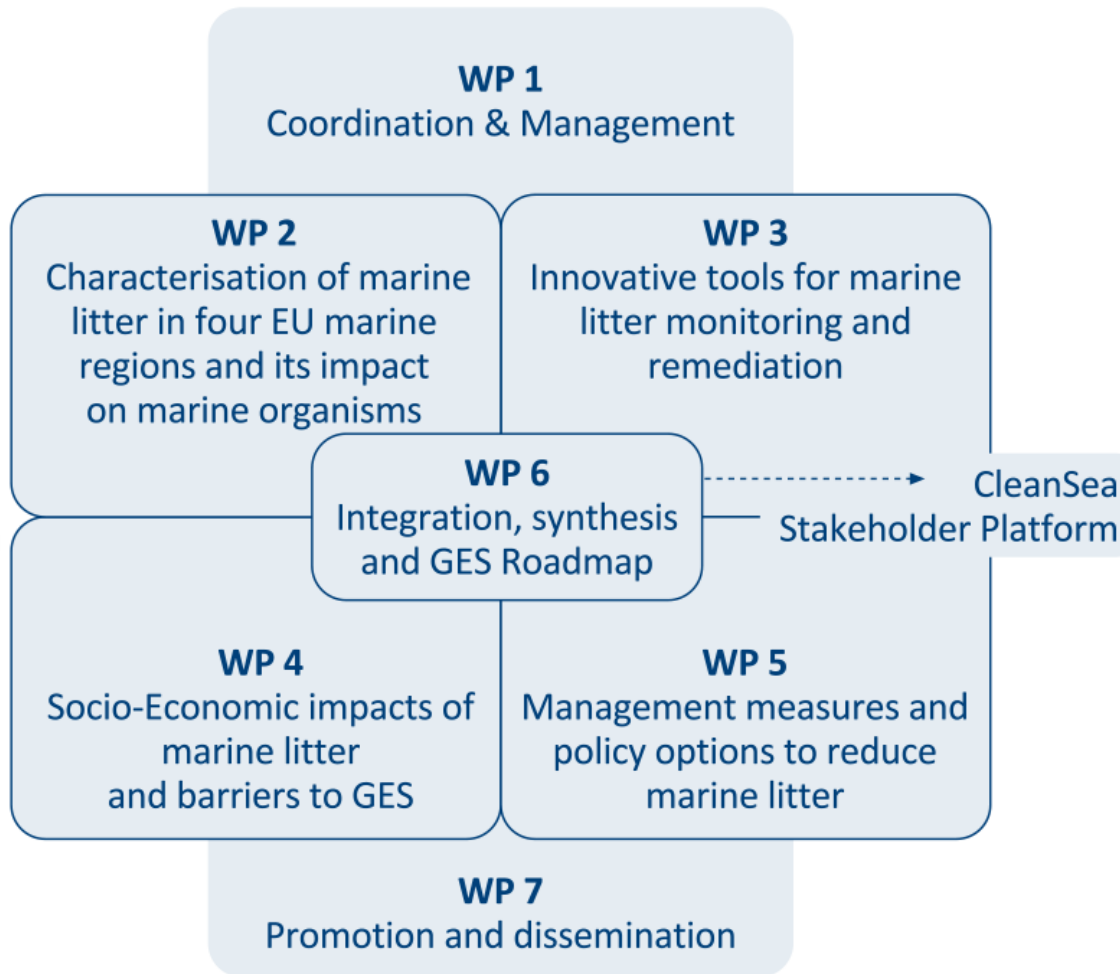 WP 1
Coordination & Management
WP 2
Characterisation of marine
litter in four EU marine
regions and its impact
on marine organisms
WP 3
Innovative tools for marine
litter monitoring and
remediation
WP 6
Integration, synthesis
and GES Roadmap
CleanSea
Stakeholder Platform
WP 4
Socio-Economic impacts of
marine litter
and barriers to GES
WP 5
Management measures and
policy options to reduce
marine litter
WP 7
Promotion and dissemination